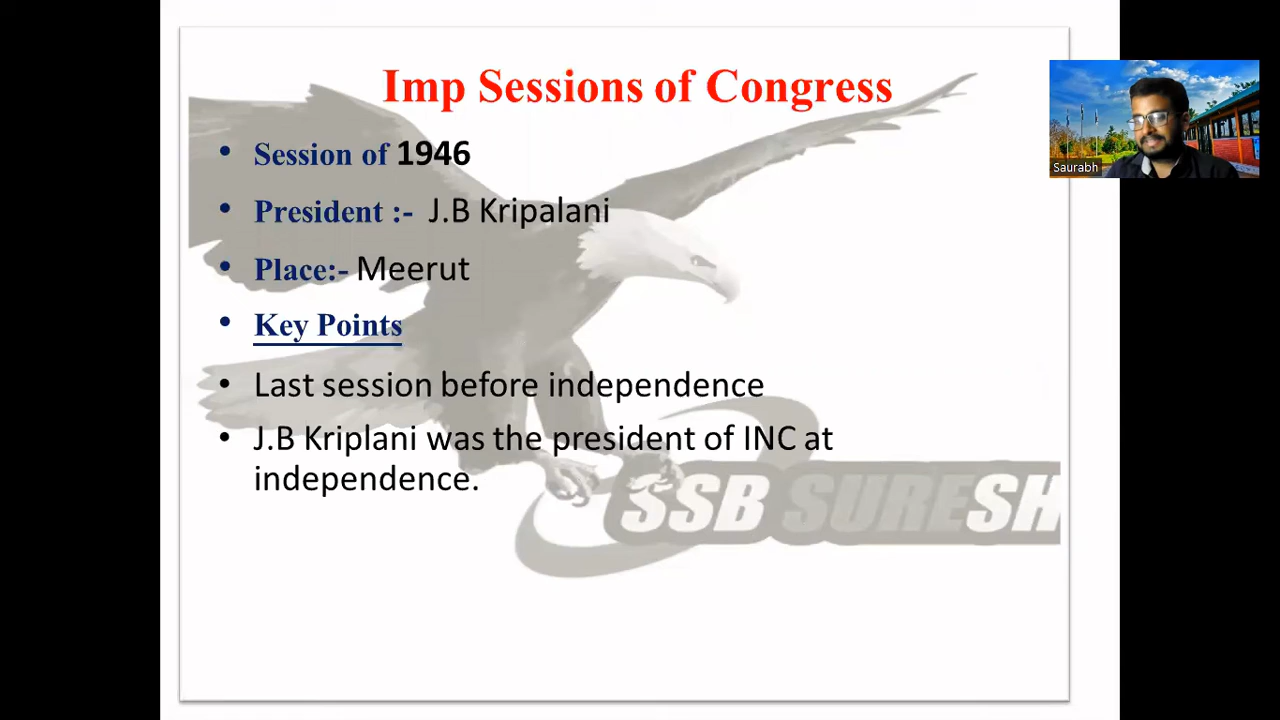 Imp Sessions of Congress
• Session of 1946
• President :- J.B Kripalani
• Place:- Meerut
• Key Points
• Last session before independence
• J.B Kriplani was the president of INC at
independence.
SSB SURESH
Saurabh